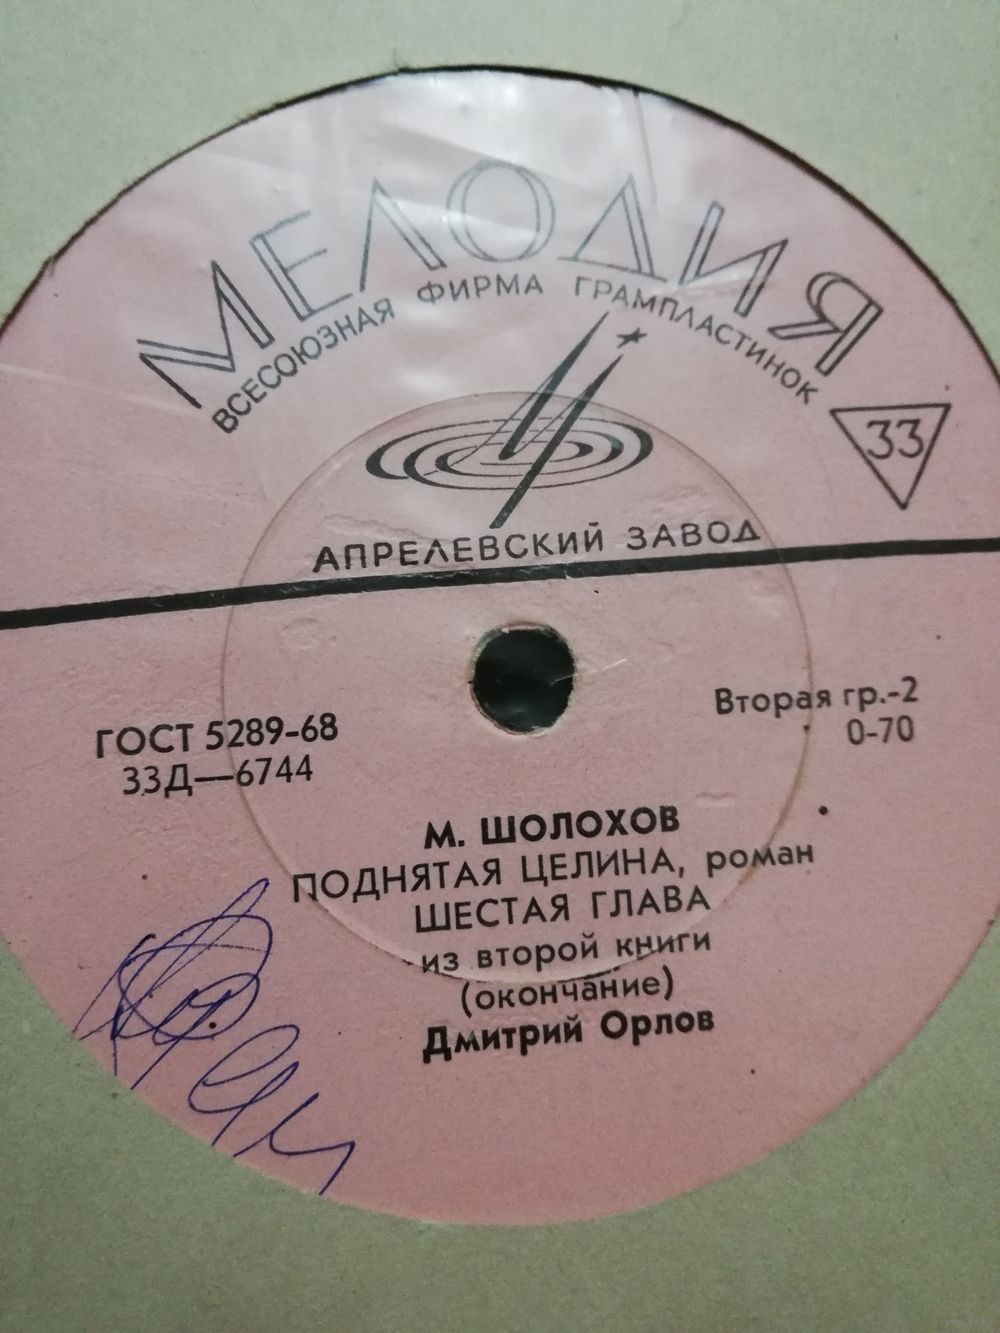 МЕЛОДИЯ
ВСЕСОЮЗНАЯ ФИРМА ГРАМПЛАСТИНОК
33
АПРЕЛЕВСКИЙ ЗАВОД
ГОСТ 5289-68
33Д—6744
Вторая гр.-2
0-70
М. ШОЛОХОВ
ПОДНЯТАЯ ЦЕЛИНА, роман
ШЕСТАЯ ГЛАВА
из второй книги
(окончание)
Дмитрий Орлов